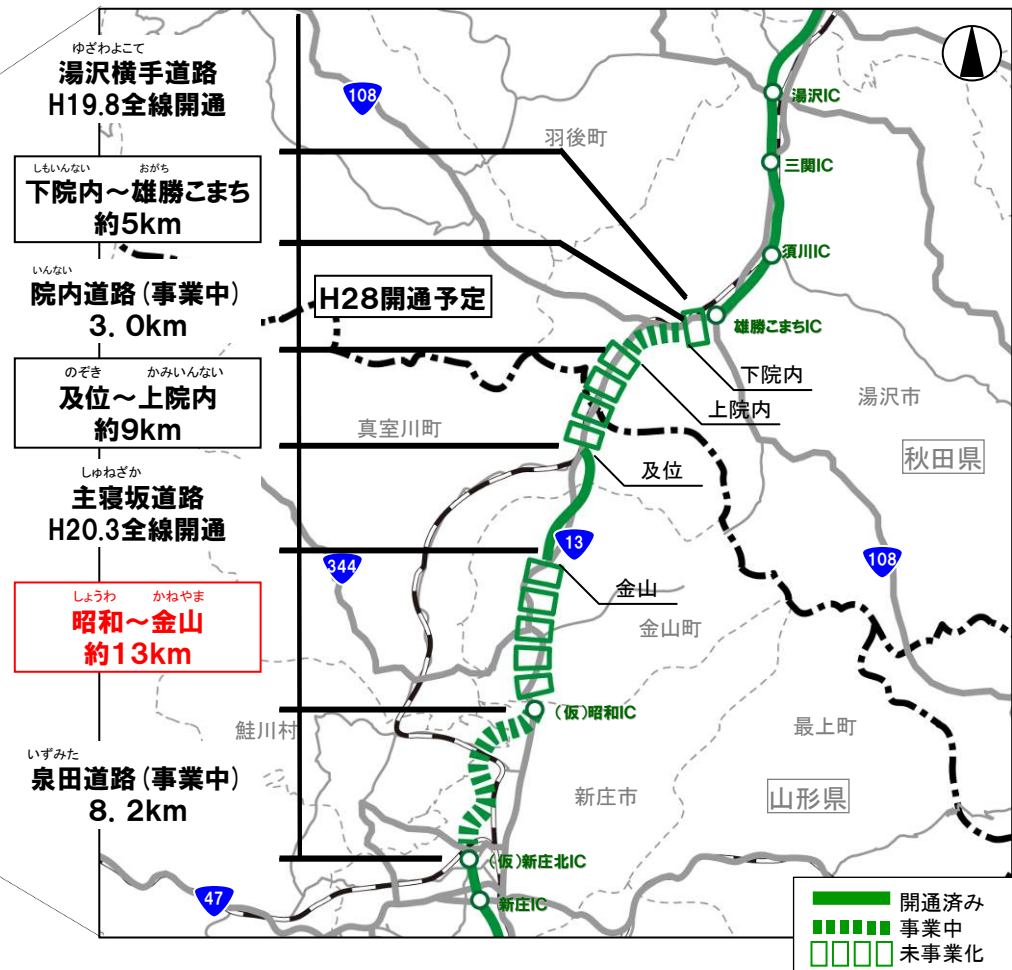 ゆざわよこて
湯沢横手道路
H19.8全線開通
しもいんない おがち
下院内～雄勝こまち
約5km
いんない
院内道路(事業中)
3.0km
のぞき かみいんない
及位～上院内
約9km
しゅねざか
主寝坂道路
H20.3全線開通
しょうわ かねやま
昭和～金山
約13km
いずみた
泉田道路(事業中)
8.2km
H28開通予定
108
羽後町
湯沢IC
三関IC
須川IC
雄勝こまちIC
下院内
上院内
湯沢市
秋田県
真室川町
及位
13
344
108
金山
金山町
(仮)昭和IC
鮭川村
最上町
新庄市
山形県
(仮)新庄北IC
47
新庄IC
開通済み
事業中
未事業化